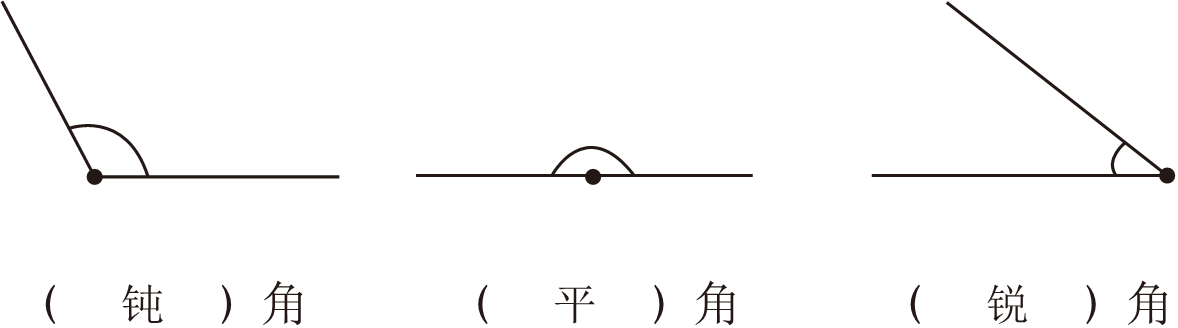 ( 钝 ) 角 ( 平 ) 角 ( 锐 ) 角